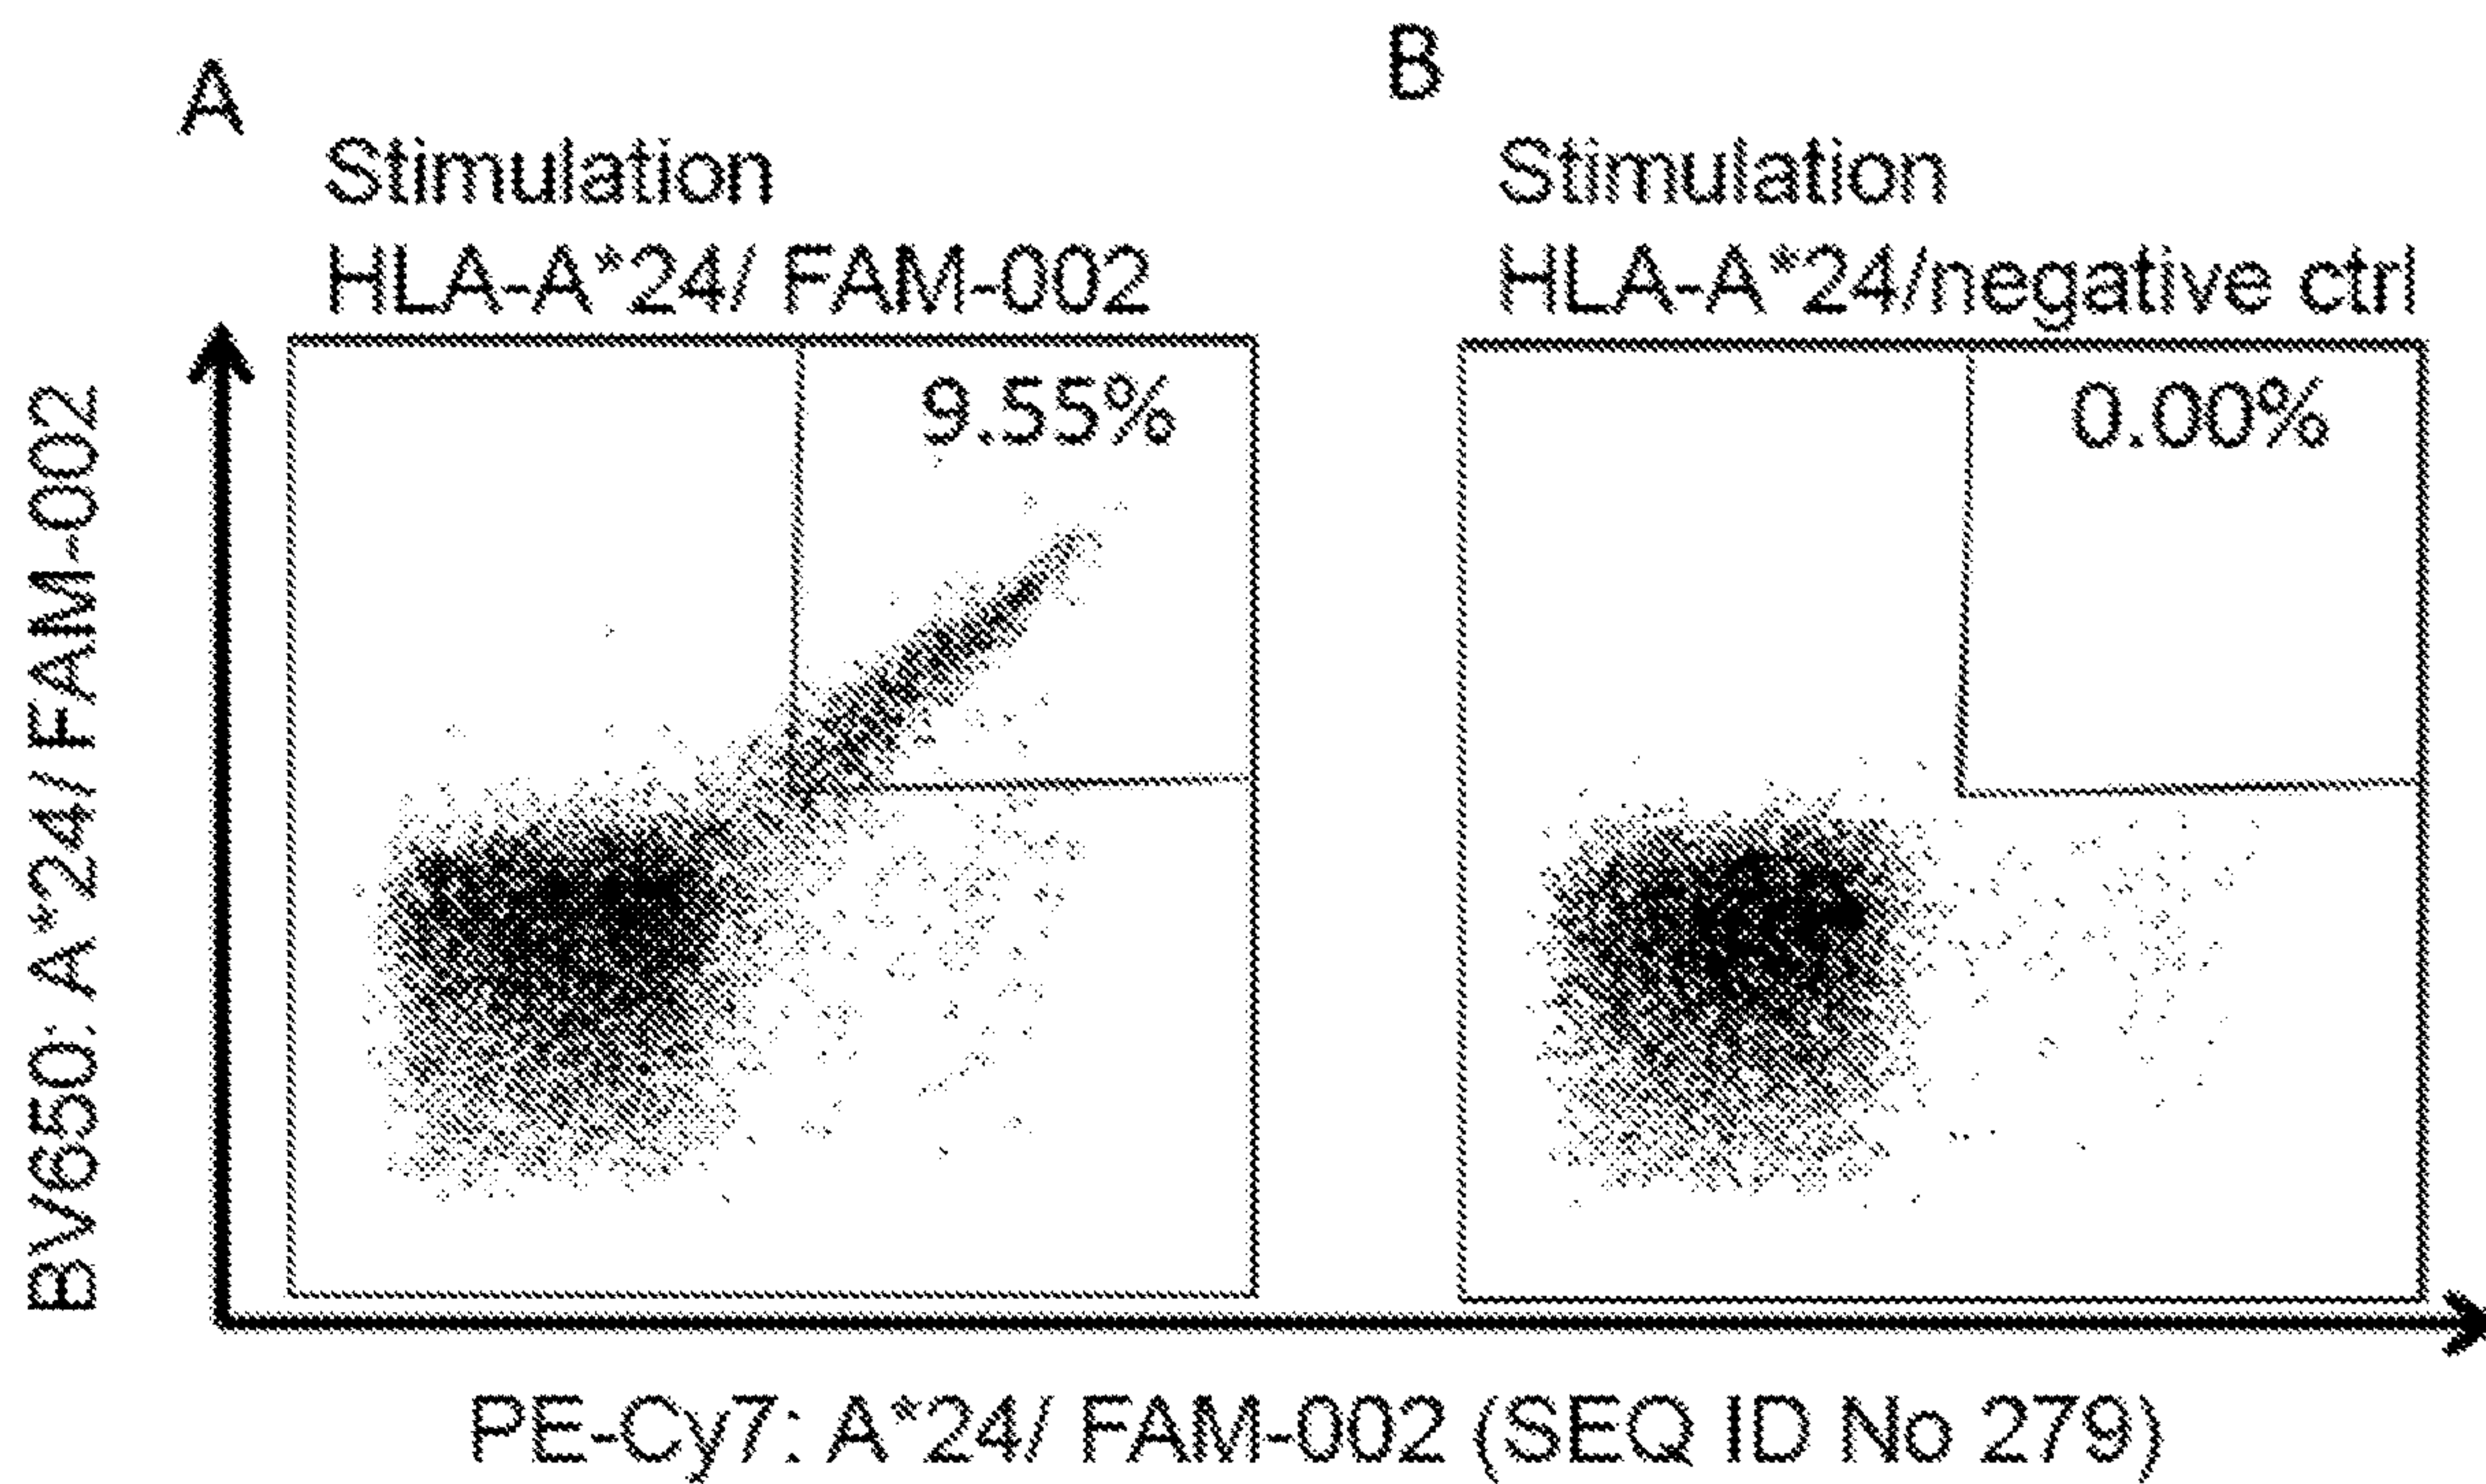 A
Stimulation
HLA-A*24/ FAM-002
9.55%
B
Stimulation
HLA-A*24/negative ctrl
0.00%
BV650: A*24/ FAM-002
PE-Cy7: A*24/ FAM-002 (SEQ ID No 279)